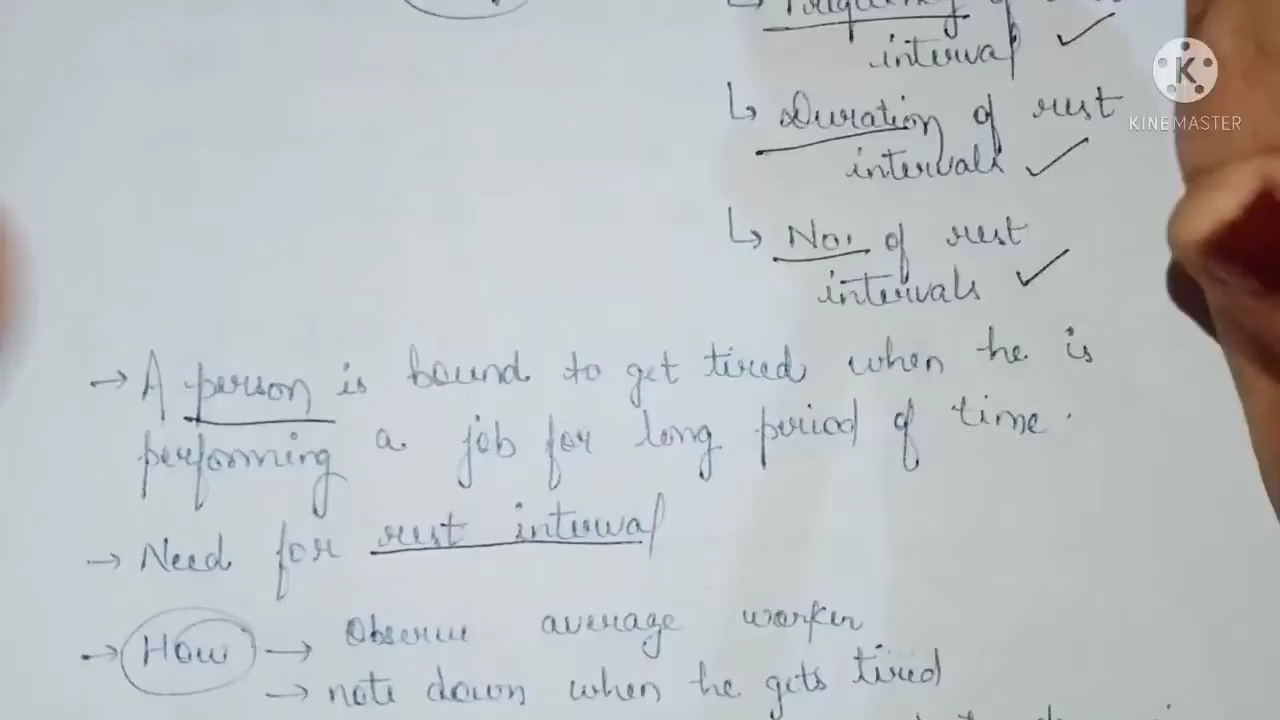 ↳ Frequency of
interval ✓
K
KINEMASTER
↳ Duration of rest
intervals ✓
↳ No. of rest
intervals ✓
→ A person is bound to get tired when he is
performing a job for long period of time.
→ Need for rest interval
→ How → Observe average worker
→ note down when he gets tired